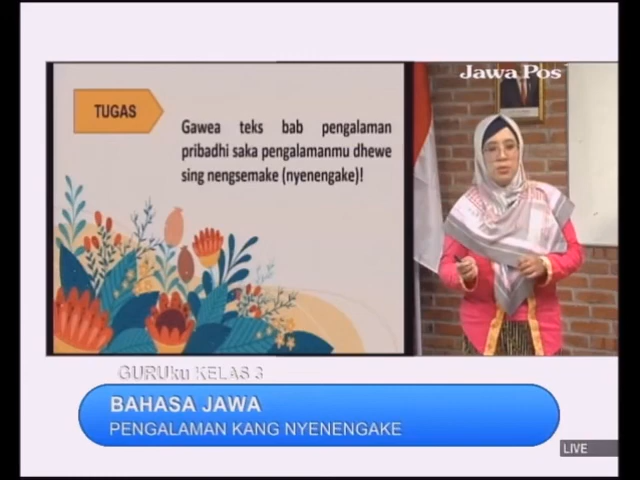 Jawa Pos
TUGAS
Gawea teks bab pengalaman
pribadhi saka pengalamanmu dhewe
sing nengsemake (nyenengake)!
GURUku KELAS 3
BAHASA JAWA
PENGALAMAN KANG NYENENGAKE
LIVE